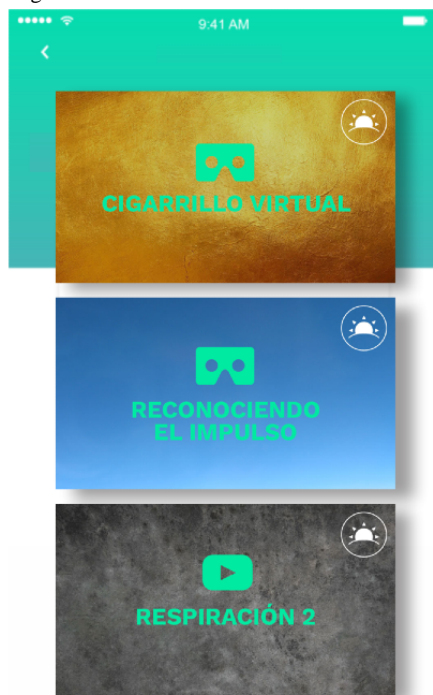 9:41 AM
CIGARRILLO VIRTUAL
RECONOCIENDO
EL IMPULSO
RESPIRACIÓN 2